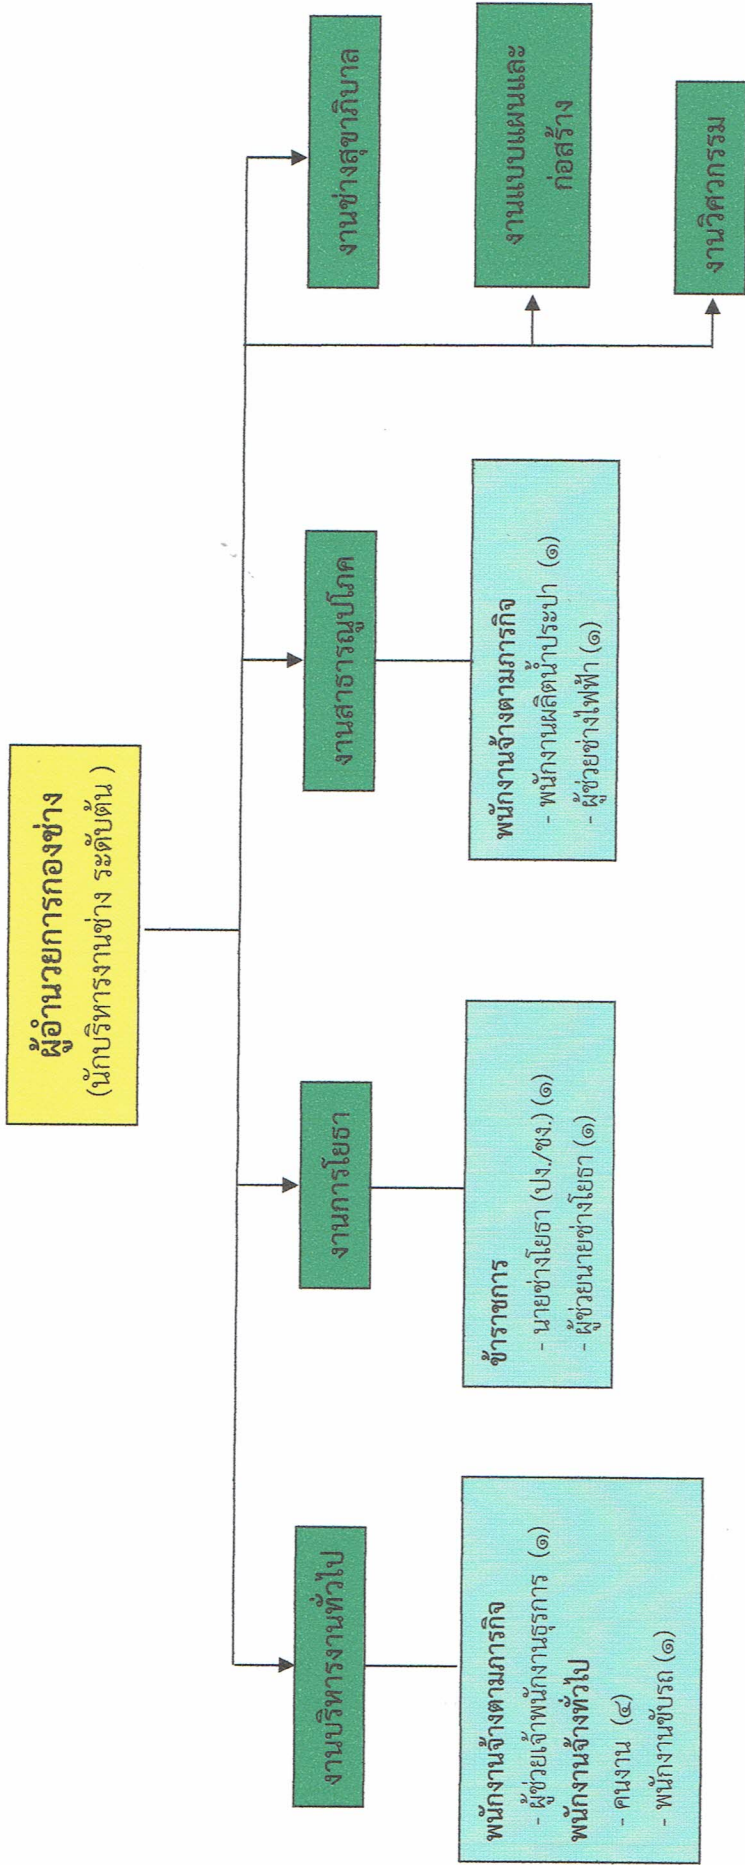 ผู้อำนวยการกองช่าง
(นักบริหารงานช่าง ระดับต้น )
งานบริหารงานทั่วไป
งานการโยธา
งานสาธารณูปโภค
งานช่างสุขาภิบาล
พนักงานจ้างตามภารกิจ
- ผู้ช่วยเจ้าพนักงานธุรการ (๑)
พนักงานจ้างทั่วไป
- คนงาน (๔)
- พนักงานขับรถ (๑)
ข้าราชการ
- นายช่างโยธา (ปง./ชง.) (๑)
- ผู้ช่วยนายช่างโยธา (๑)
พนักงานจ้างตามภารกิจ
- พนักงานผลิตน้ำประปา (๑)
- ผู้ช่วยช่างไฟฟ้า (๑)
งานแบบแผนและ
ก่อสร้าง
งานวิศวกรรม